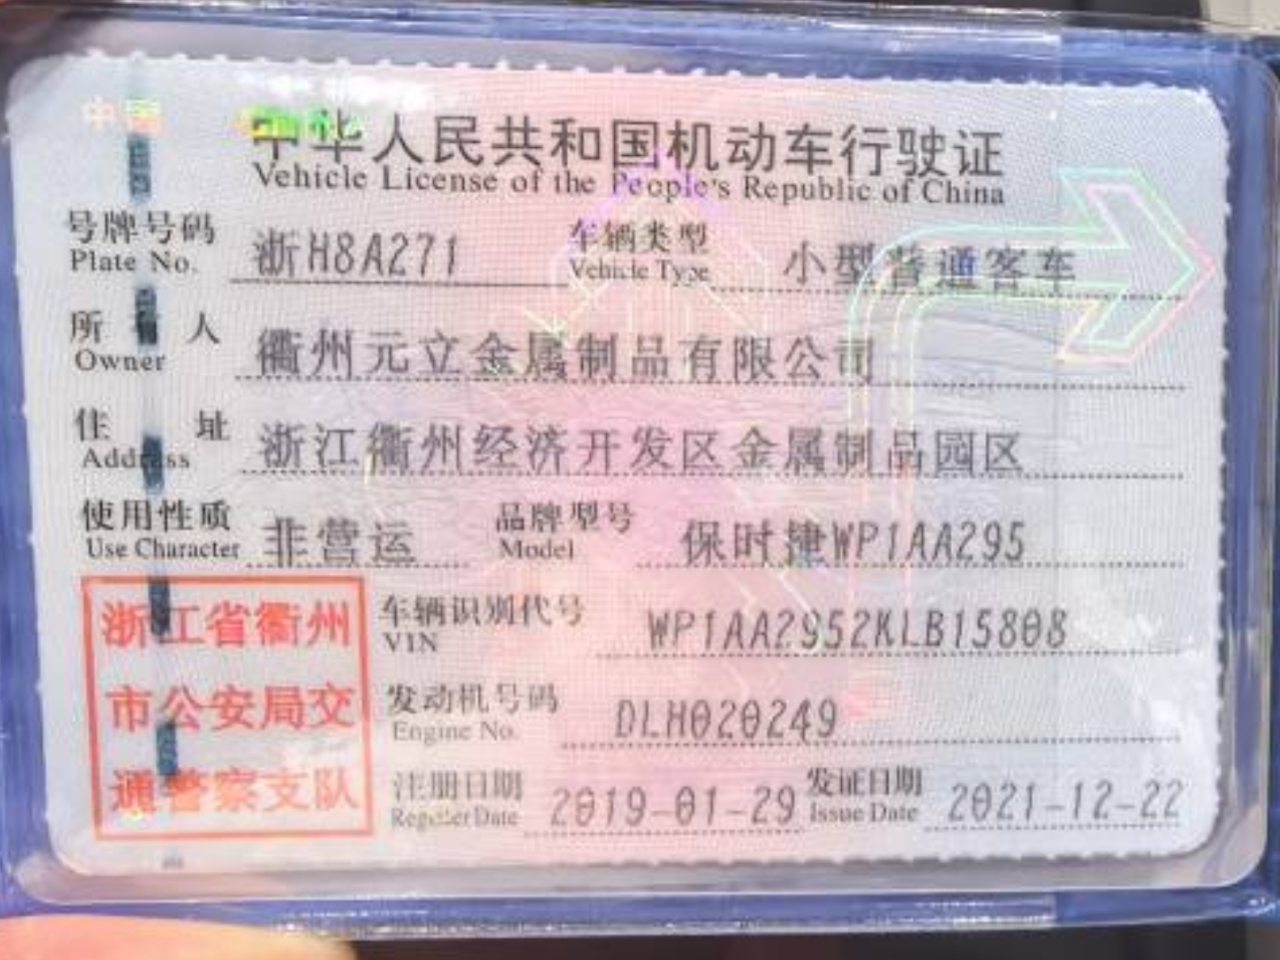 中国
中华人民共和国机动车行驶证
Vehicle License of the People's Republic of China
号牌号码 浙H8A271 车辆类型 小型普通客车
Plate No. Vehicle Type
所有人 衢州元立金属制品有限公司
Owner
住址 浙江衢州经济开发区金属制品园区
Address
使用性质 非营运 品牌型号 保时捷WP1AA295
Use Character Model
浙江省衢州
市公安局交
通警察支队
车辆识别代号 WP1AA2952KLB15808
VIN
发动机号码 DLH020249
Engine No.
注册日期 2019-01-29 发证日期 2021-12-22
Register Date Issue Date